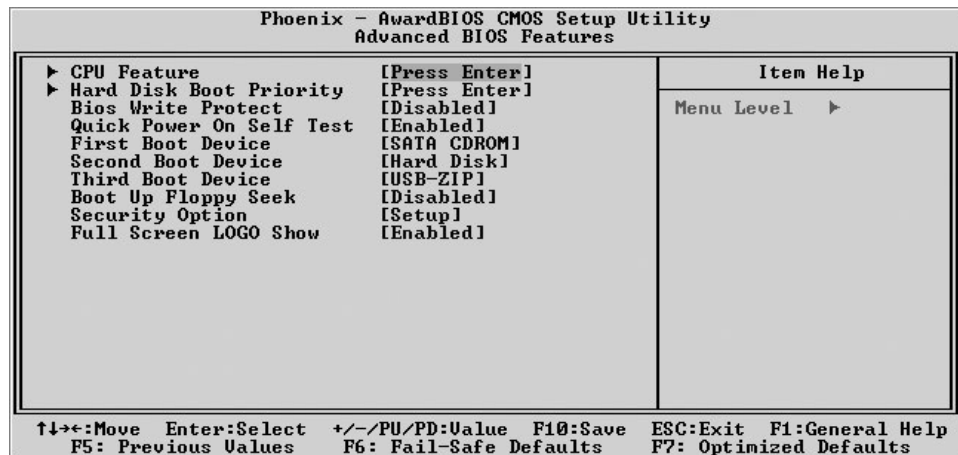 Phoenix - AwardBIOS CMOS Setup Utility
Advanced BIOS Features
▶ CPU Feature [Press Enter]
▶ Hard Disk Boot Priority [Press Enter]
Bios Write Protect [Disabled]
Quick Power On Self Test [Enabled]
First Boot Device [SATA CDROM]
Second Boot Device [Hard Disk]
Third Boot Device [USB-ZIP]
Boot Up Floppy Seek [Disabled]
Security Option [Setup]
Full Screen LOGO Show [Enabled]
Item Help
Menu Level ▶
↑↓→←:Move Enter:Select +/-/PU/PD:Value F10:Save ESC:Exit F1:General Help
F5: Previous Values F6: Fail-Safe Defaults F7: Optimized Defaults